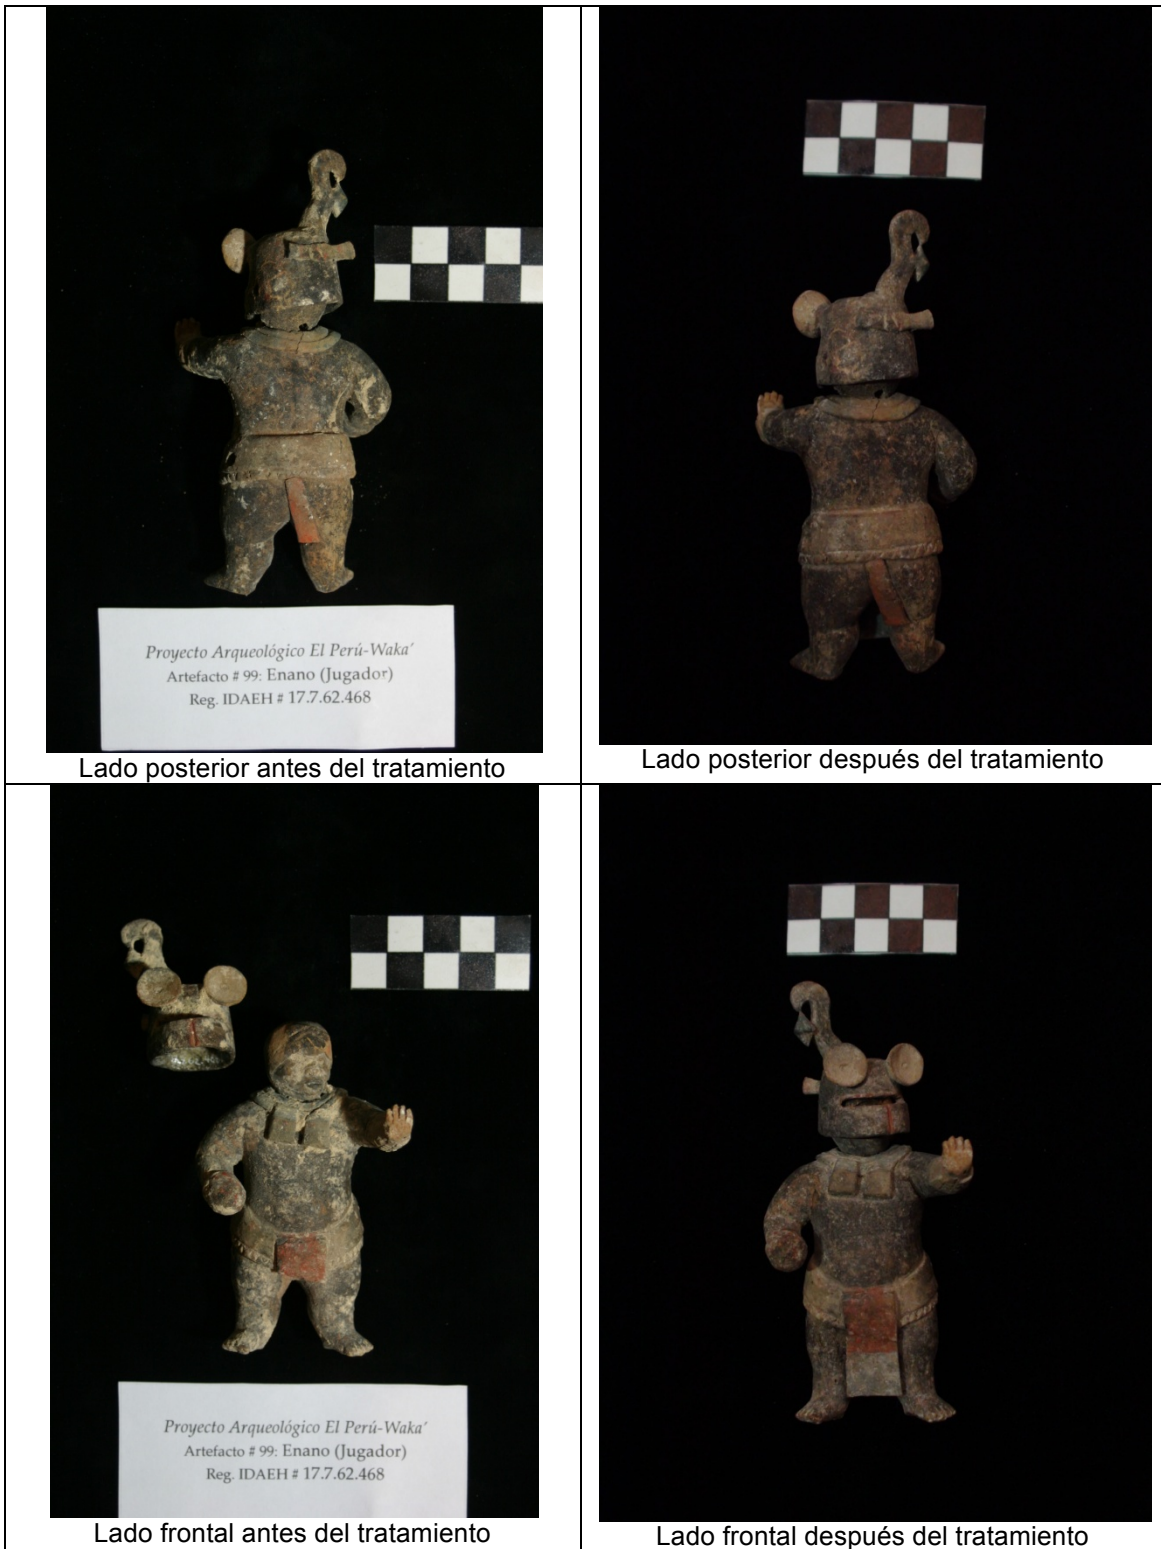 Proyecto Arqueológico El Perú-Waka'
Artefacto # 99: Enano (Jugador)
Reg. IDAEH # 17.7.62.468
Lado posterior antes del tratamiento
Lado posterior después del tratamiento
Proyecto Arqueológico El Perú-Waka'
Artefacto # 99: Enano (Jugador)
Reg. IDAEH # 17.7.62.468
Lado frontal antes del tratamiento
Lado frontal después del tratamiento